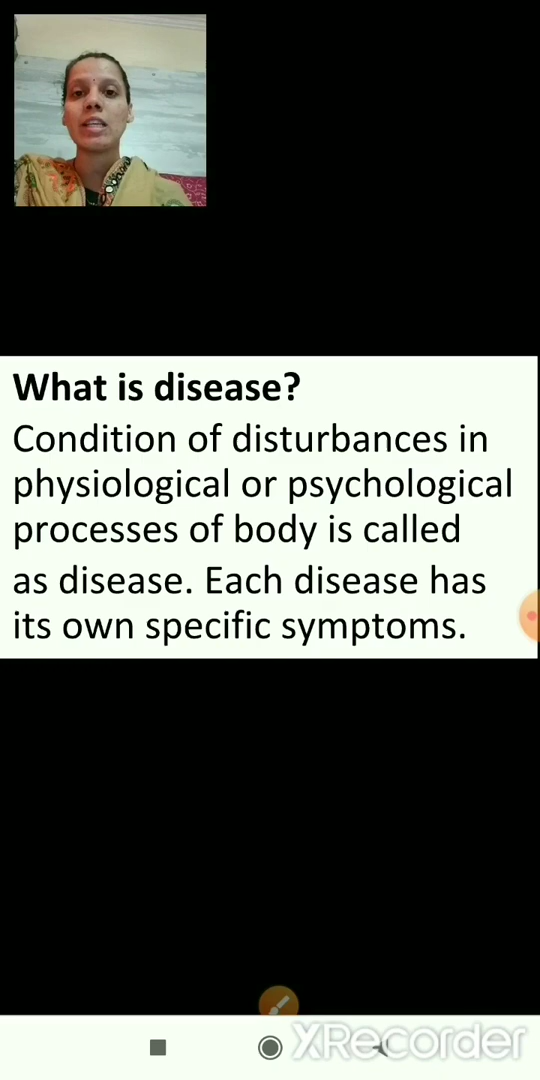 What is disease?
Condition of disturbances in
physiological or psychological
processes of body is called
as disease. Each disease has
its own specific symptoms.
XRecorder